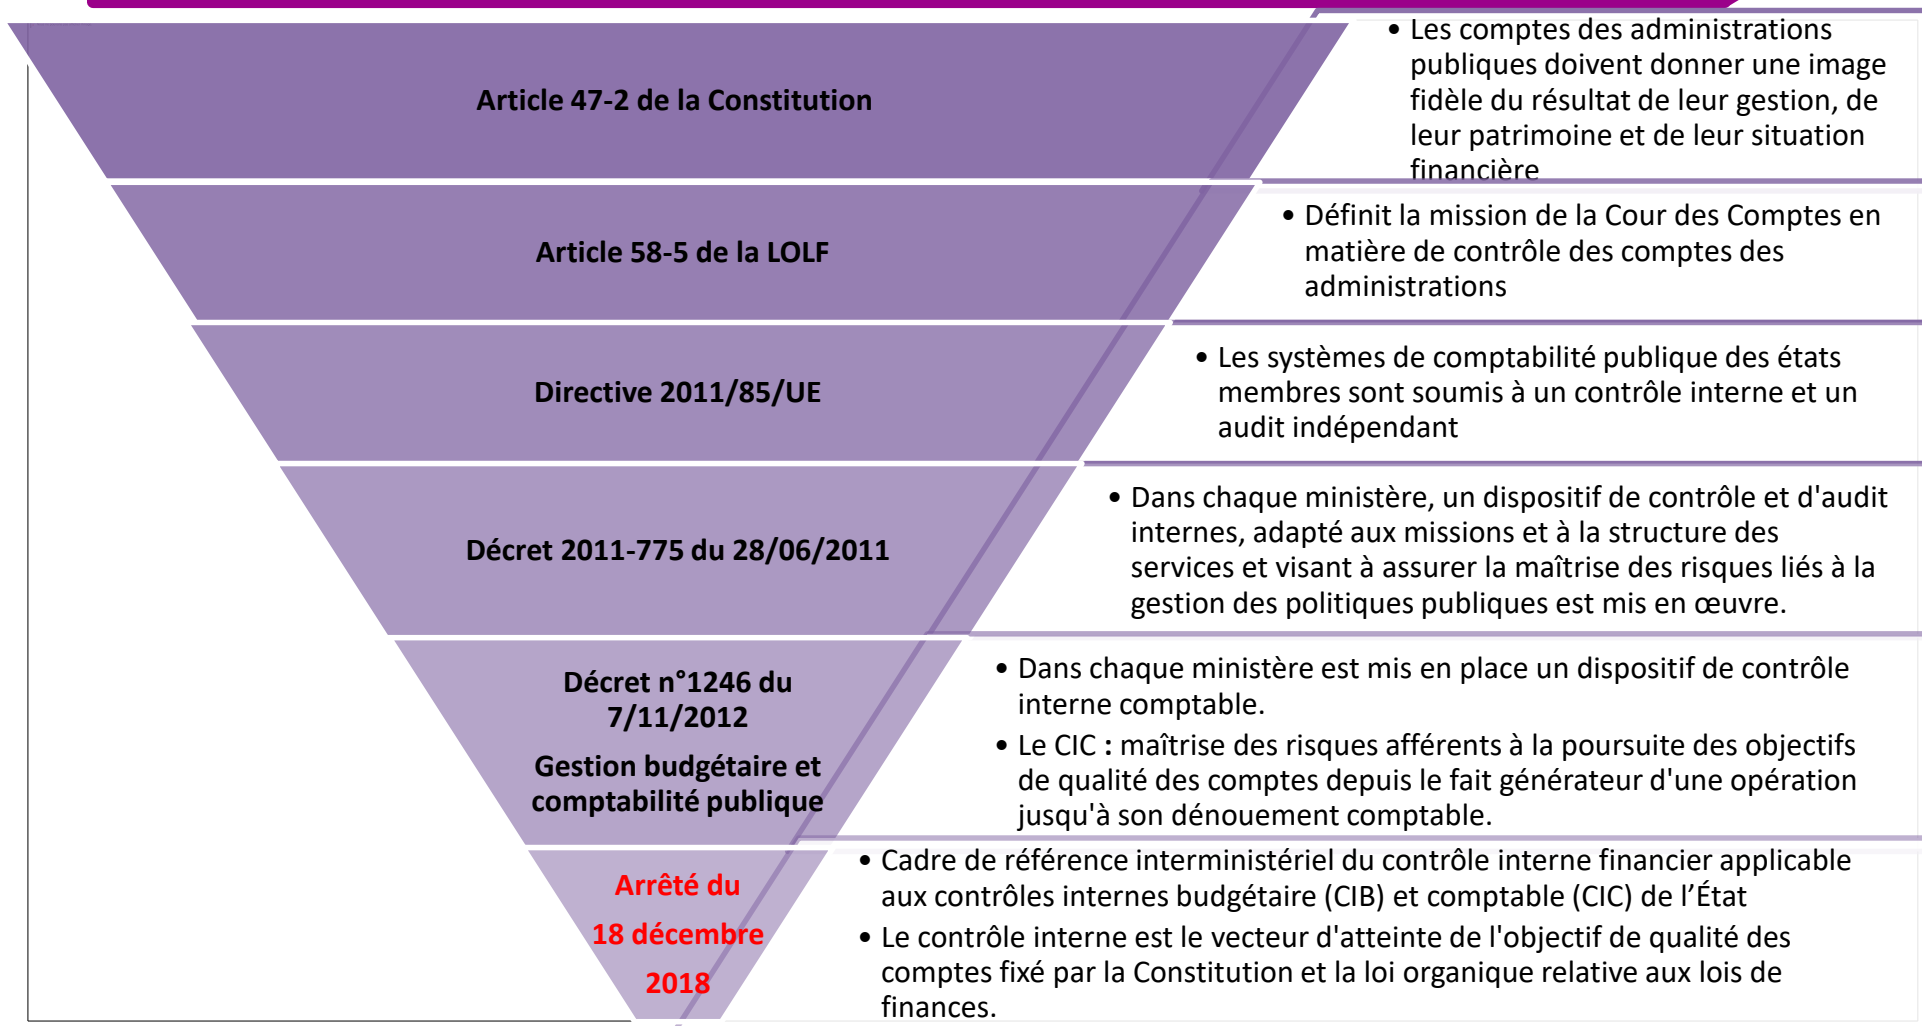 Article 47-2 de la Constitution
• Les comptes des administrations
publiques doivent donner une image
fidèle du résultat de leur gestion, de
leur patrimoine et de leur situation
financière
Article 58-5 de la LOLF
• Définit la mission de la Cour des Comptes en
matière de contrôle des comptes des
administrations
Directive 2011/85/UE
• Les systèmes de comptabilité publique des états
membres sont soumis à un contrôle interne et un
audit indépendant
Décret 2011-775 du 28/06/2011
• Dans chaque ministère, un dispositif de contrôle et d'audit
internes, adapté aux missions et à la structure des
services et visant à assurer la maîtrise des risques liés à la
gestion des politiques publiques est mis en œuvre.
Décret n°1246 du
7/11/2012
Gestion budgétaire et
comptabilité publique
• Dans chaque ministère est mis en place un dispositif de contrôle
interne comptable.
• Le CIC : maîtrise des risques afférents à la poursuite des objectifs
de qualité des comptes depuis le fait générateur d'une opération
jusqu'à son dénouement comptable.
Arrêté du
18 décembre
2018
• Cadre de référence interministériel du contrôle interne financier applicable
aux contrôles internes budgétaire (CIB) et comptable (CIC) de l’État
• Le contrôle interne est le vecteur d'atteinte de l'objectif de qualité des
comptes fixé par la Constitution et la loi organique relative aux lois de
finances.